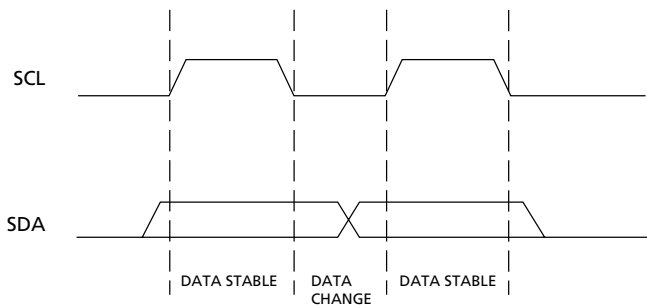 SCL
SDA
DATA STABLE
DATA
CHANGE
DATA STABLE